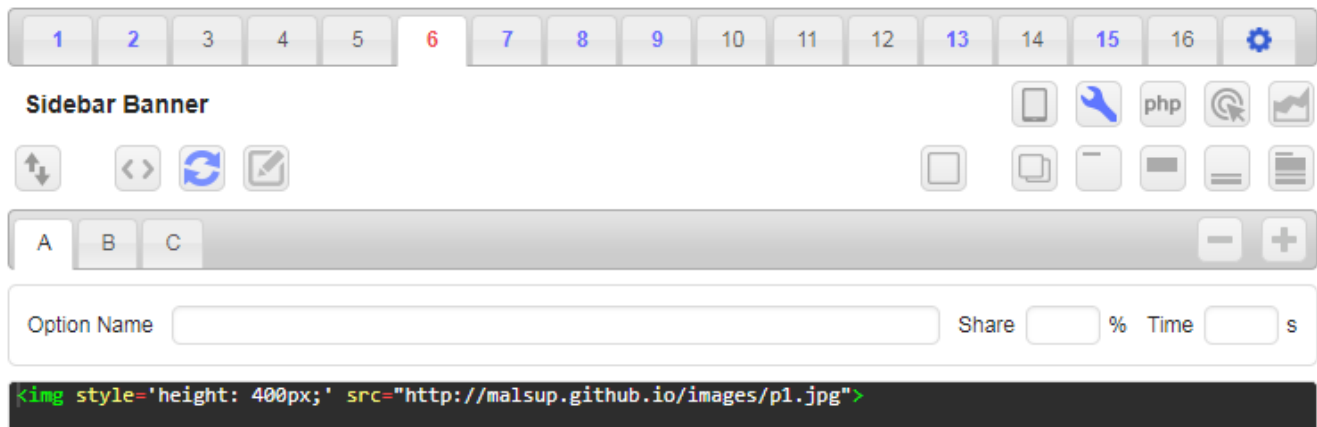 1 2 3 4 5 6 7 8 9 10 11 12 13 14 15 16
Sidebar Banner
php
A B C
Option Name Share % Time s
<img style='height: 400px;' src="http://malsup.github.io/images/p1.jpg">